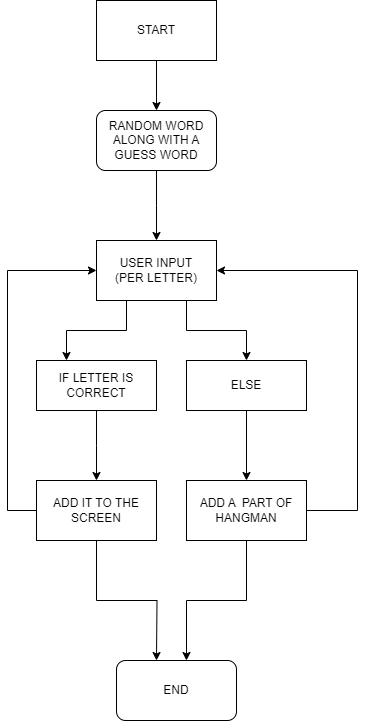 START
RANDOM WORD
ALONG WITH A
GUESS WORD
USER INPUT
(PER LETTER)
IF LETTER IS
CORRECT
ELSE
ADD IT TO THE
SCREEN
ADD A PART OF
HANGMAN
END